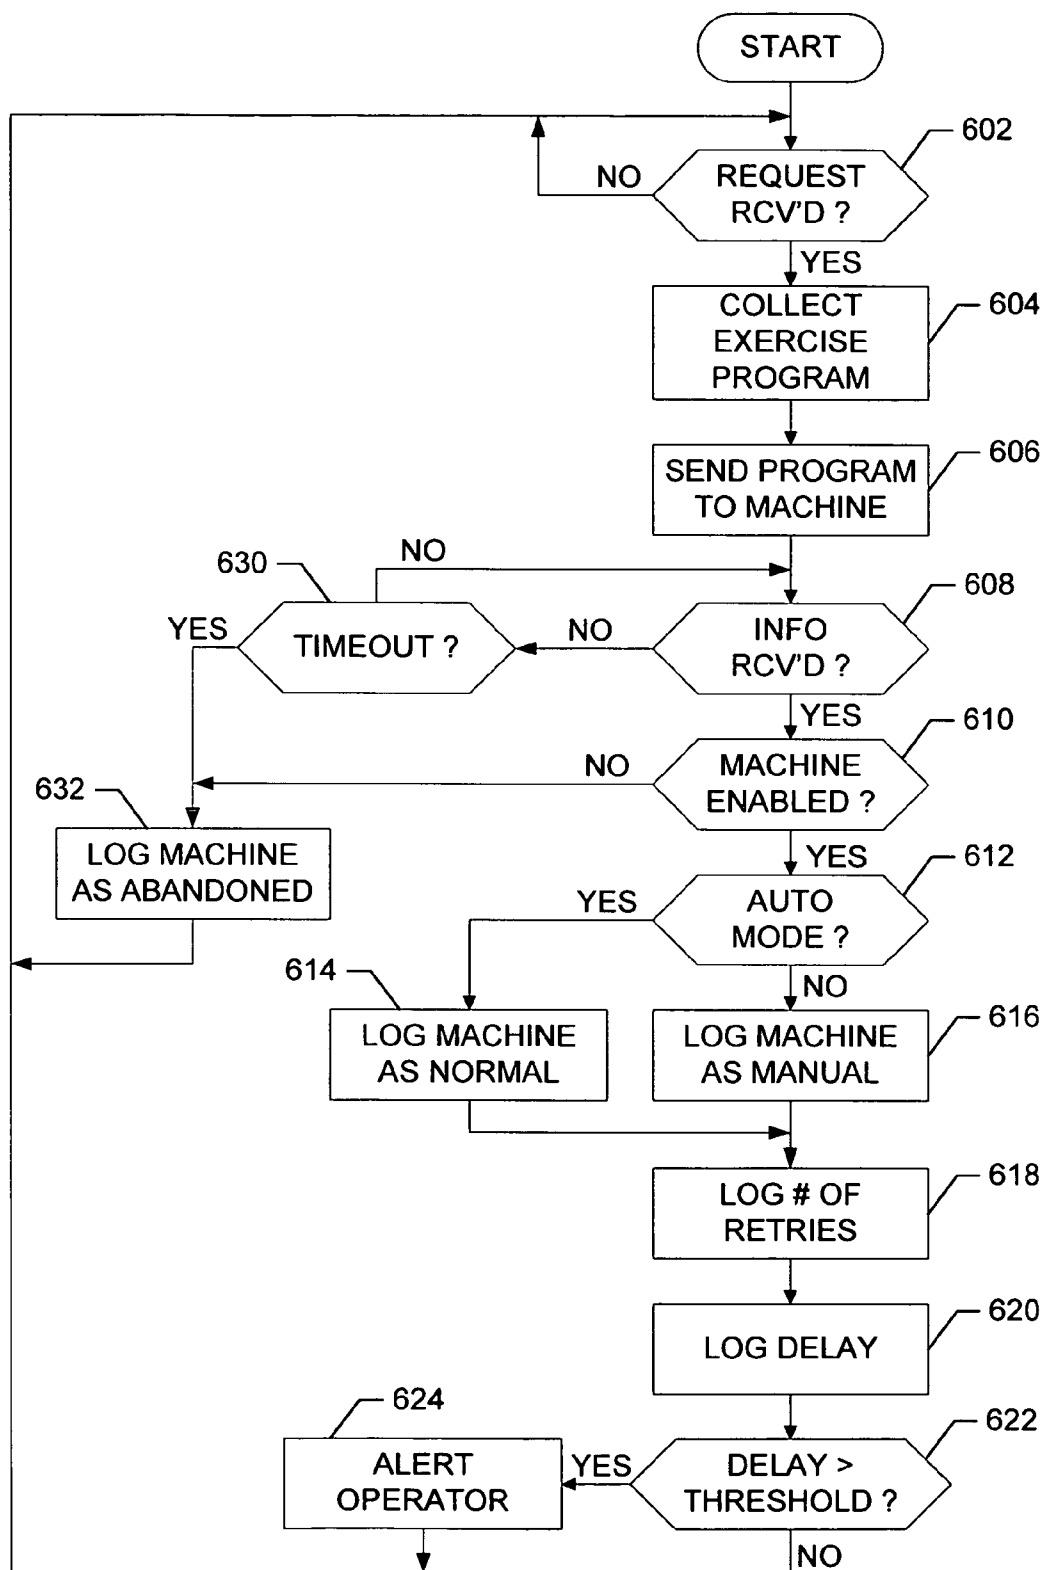 START
602
NO
REQUEST
RCV'D ?
YES
COLLECT
EXERCISE
PROGRAM
604
SEND PROGRAM
TO MACHINE
606
NO
630
608
YES
TIMEOUT ?
NO
INFO
RCV'D ?
YES
610
632
NO
MACHINE
ENABLED ?
LOG MACHINE
AS ABANDONED
YES
612
YES
AUTO
MODE ?
614
NO
LOG MACHINE
AS NORMAL
LOG MACHINE
AS MANUAL
616
LOG # OF
RETRIES
618
LOG DELAY
620
624
622
ALERT
OPERATOR
YES
DELAY >
THRESHOLD ?
NO